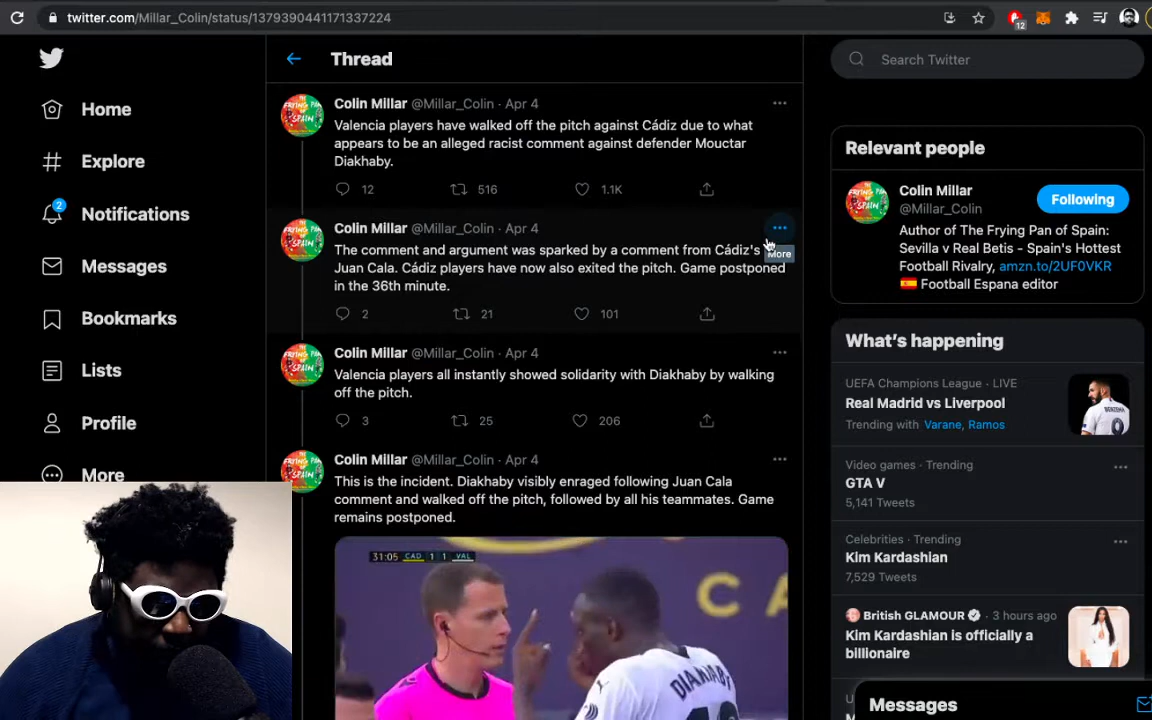 twitter.com/Millar_Colin/status/1379390441171337224
12
Home
Explore
2
Notifications
Messages
Bookmarks
Lists
Profile
More
Thread
Colin Millar @Millar_Colin · Apr 4
Valencia players have walked off the pitch against Cádiz due to what
appears to be an alleged racist comment against defender Mouctar
Diakhaby.
12 516 1.1K
Colin Millar @Millar_Colin · Apr 4
The comment and argument was sparked by a comment from Cádiz's
Juan Cala. Cádiz players have now also exited the pitch. Game postponed
in the 36th minute.
More
2 21 101
Colin Millar @Millar_Colin · Apr 4
Valencia players all instantly showed solidarity with Diakhaby by walking
off the pitch.
3 25 206
Colin Millar @Millar_Colin · Apr 4
This is the incident. Diakhaby visibly enraged following Juan Cala
comment and walked off the pitch, followed by all his teammates. Game
remains postponed.
31:05 CAD 1 1 VAL
CA
DIAKHABY
Search Twitter
Relevant people
Colin Millar
@Millar_Colin
Following
Author of The Frying Pan of Spain:
Sevilla v Real Betis - Spain's Hottest
Football Rivalry, amzn.to/2UF0VKR
🇪🇸 Football Espana editor
What's happening
UEFA Champions League · LIVE
Real Madrid vs Liverpool
Trending with Varane, Ramos
Video games · Trending
GTA V
5,141 Tweets
Celebrities · Trending
Kim Kardashian
7,529 Tweets
British GLAMOUR · 3 hours ago
Kim Kardashian is officially a
billionaire
Messages